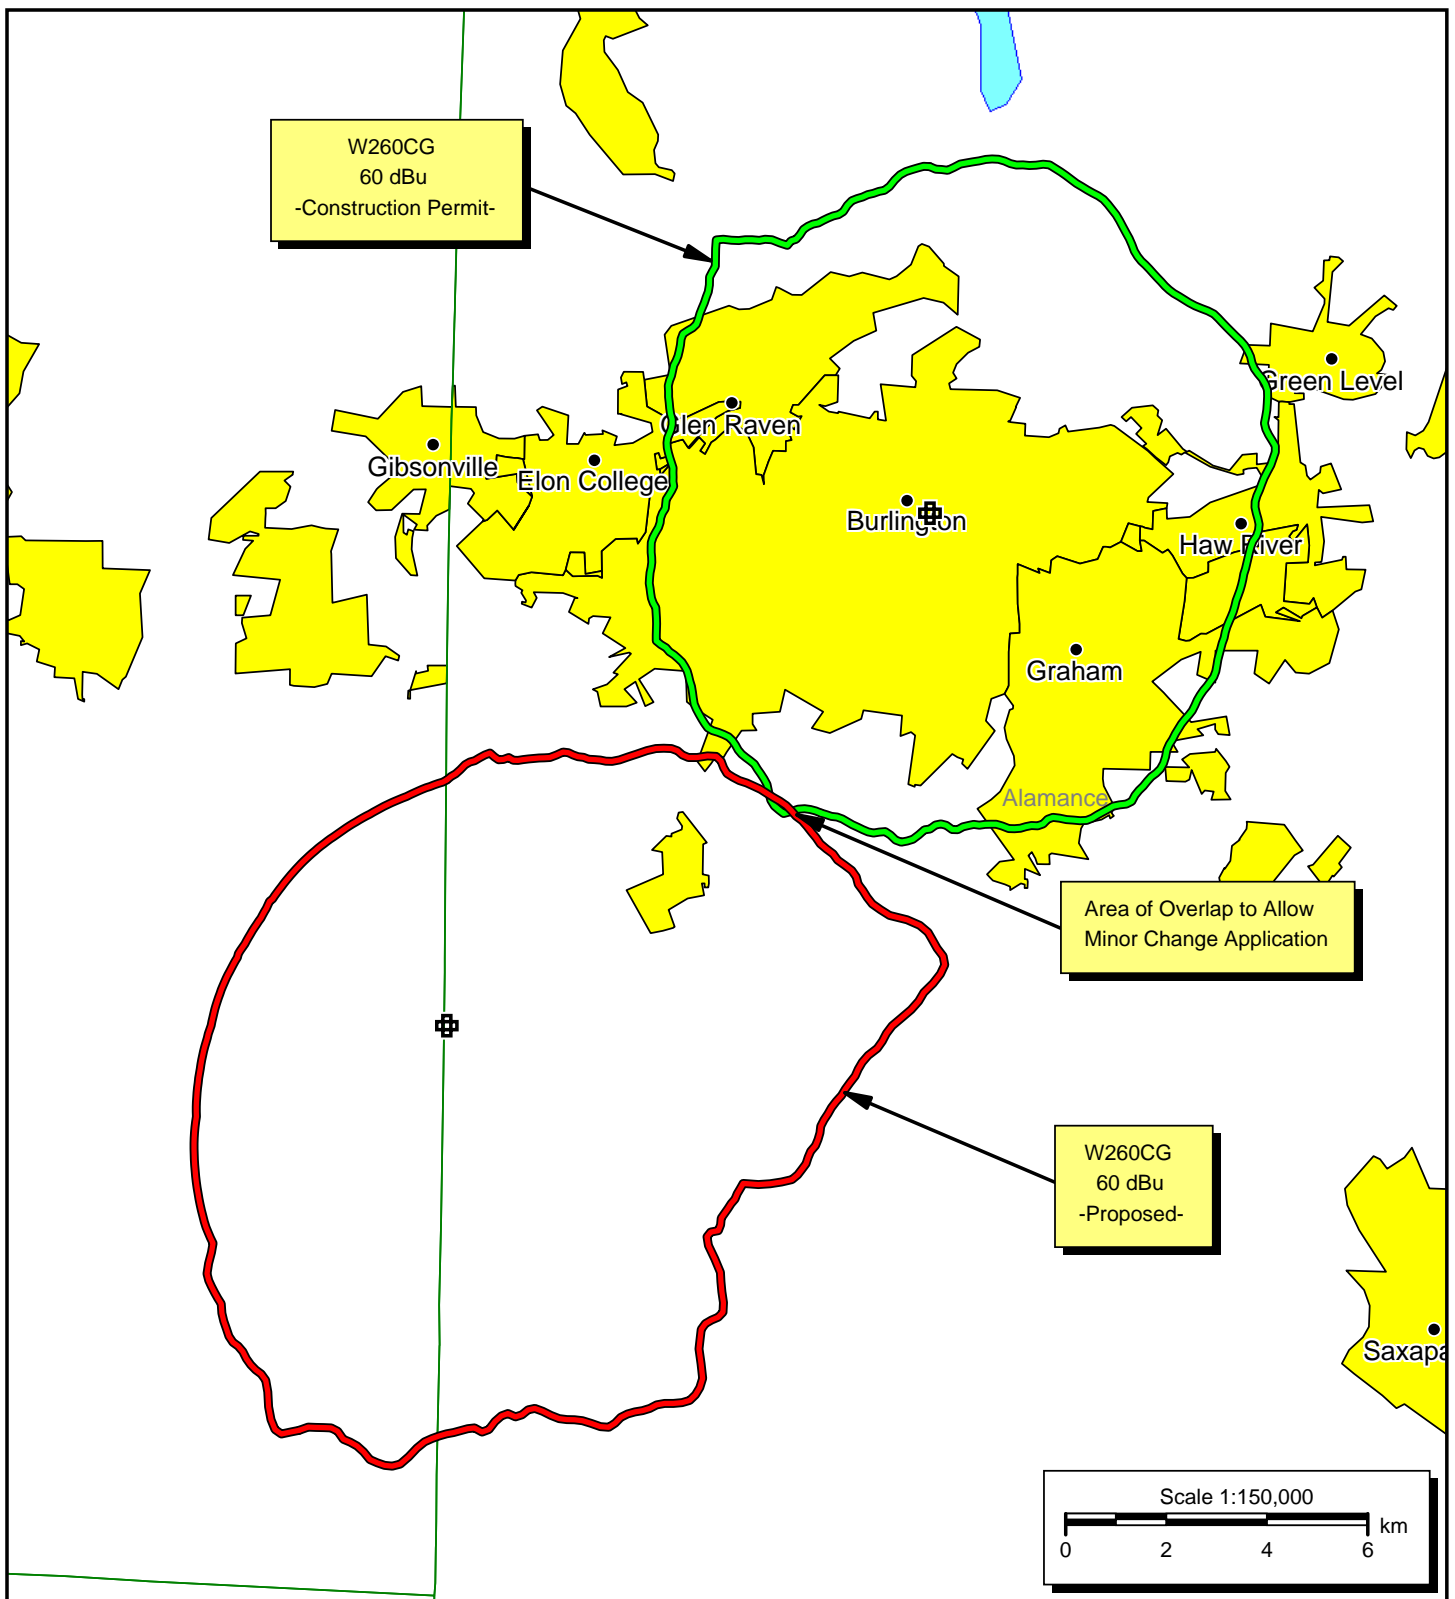 W260CG
60 dBu
-Construction Permit-
Green Level
Glen Raven
Gibsonville
Elon College
Burlington
Haw River
Graham
Alamance
Area of Overlap to Allow
Minor Change Application
W260CG
60 dBu
-Proposed-
Saxapa
Scale 1:150,000
km
0 2 4 6